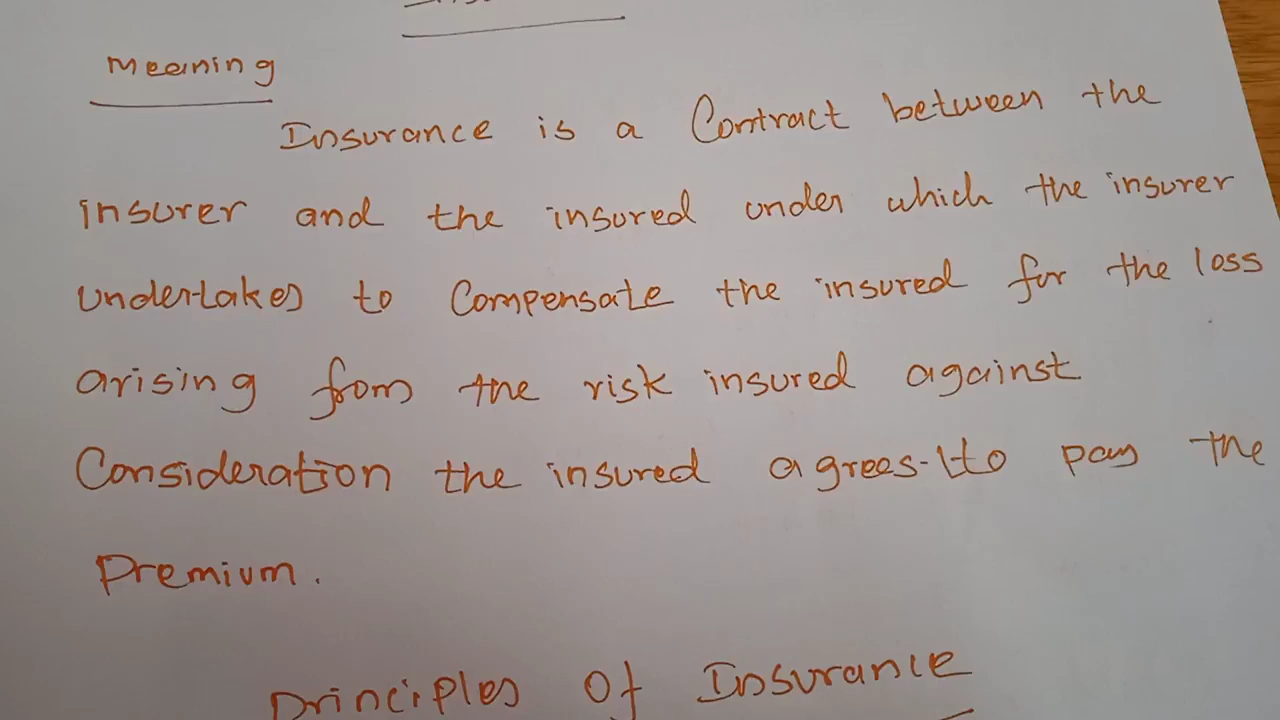 Meaning
Insurance is a Contract between the
insurer and the insured under which the insurer
undertakes to Compensate the insured for the loss
arising from the risk insured against
Consideration the insured agrees to pay the
Premium.
Principles Of Insurance